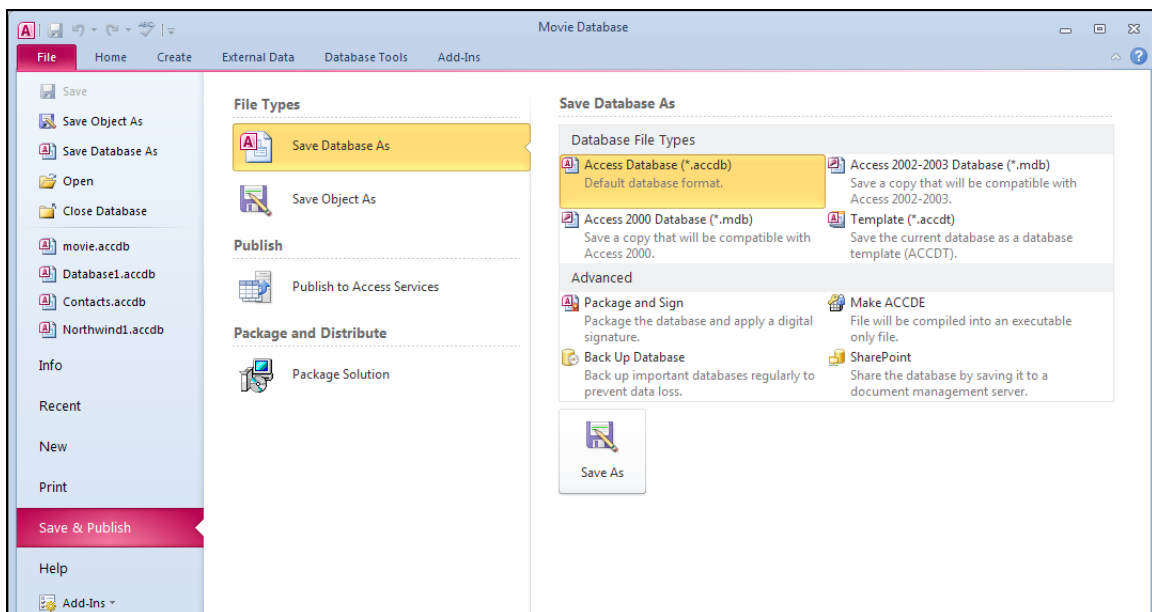 Movie Database
File Home Create External Data Database Tools Add-Ins
Save
Save Object As
Save Database As
Open
Close Database
movie.accdb
Database1.accdb
Contacts.accdb
Northwind1.accdb
Info
Recent
New
Print
Save & Publish
Help
Add-Ins
File Types
Save Database As
Save Object As
Publish
Publish to Access Services
Package and Distribute
Package Solution
Save Database As
Database File Types
Access Database (*.accdb)
Default database format.
Access 2002-2003 Database (*.mdb)
Save a copy that will be compatible with
Access 2002-2003.
Access 2000 Database (*.mdb)
Save a copy that will be compatible with
Access 2000.
Template (*.accdt)
Save the current database as a database
template (ACCDT).
Advanced
Package and Sign
Package the database and apply a digital
signature.
Make ACCDE
File will be compiled into an executable
only file.
Back Up Database
Back up important databases regularly to
prevent data loss.
SharePoint
Share the database by saving it to a
document management server.
Save As